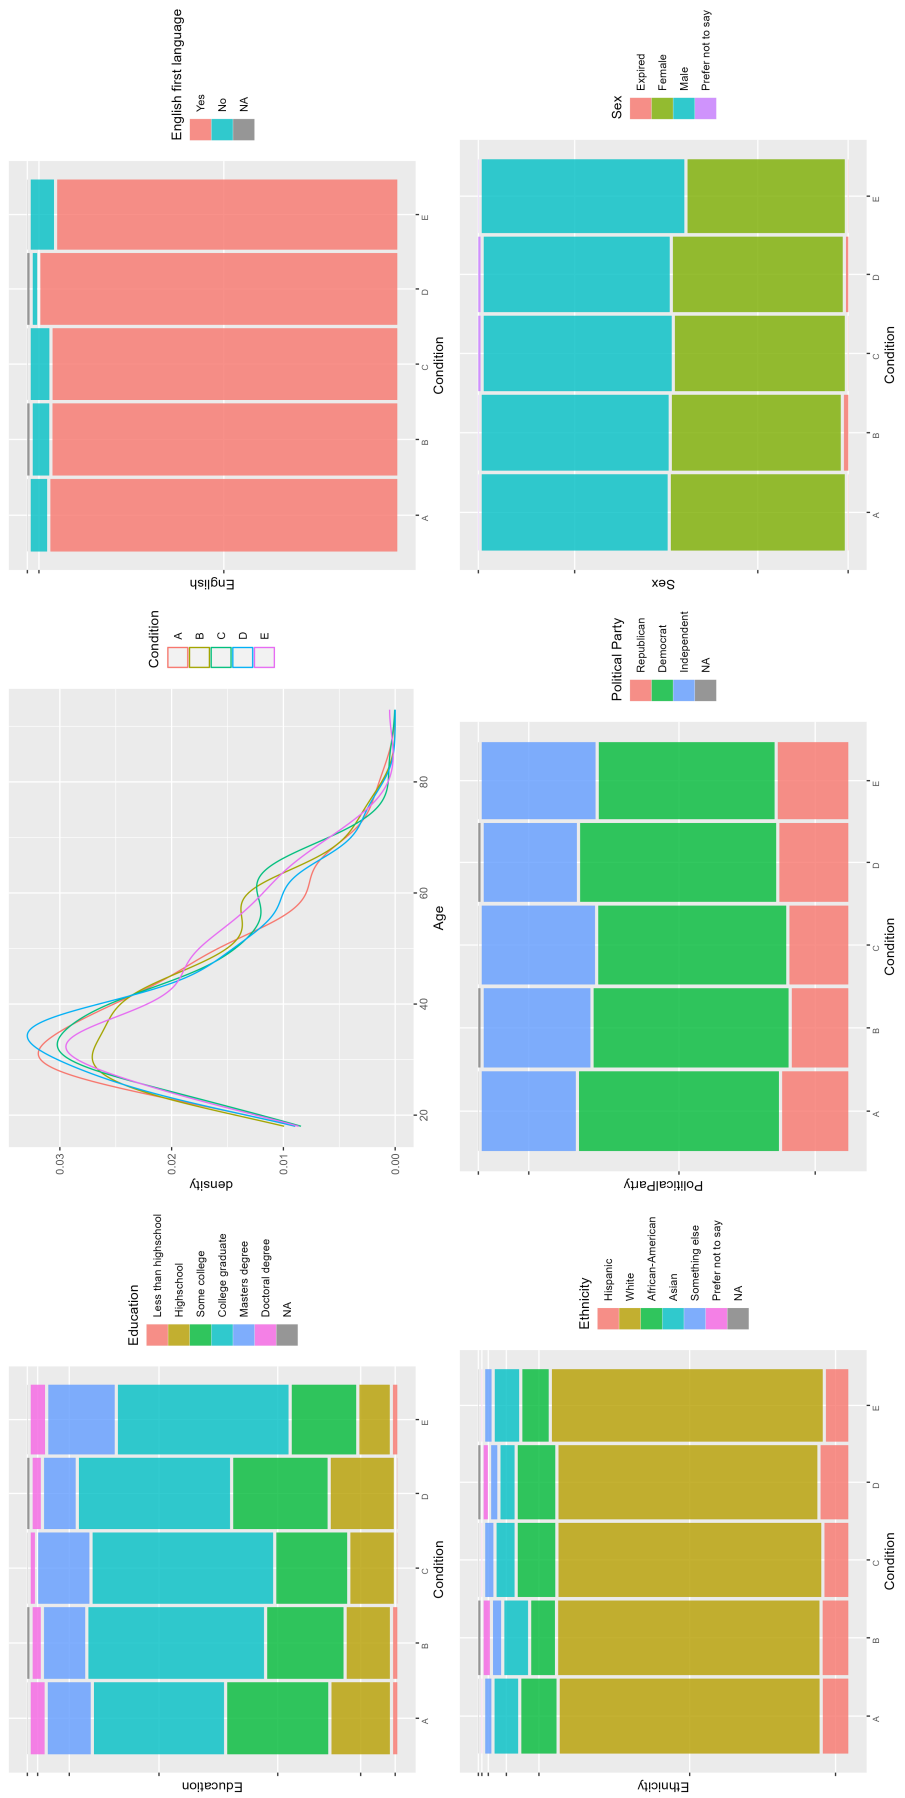 Education
A
B
C
D
E
Condition
Education
Less than highschool
Highschool
Some college
College graduate
Masters degree
Doctoral degree
NA
density
0.03
0.02
0.01
0.00
20
40
60
80
Age
Condition
A
B
C
D
E
English
A
B
C
D
E
Condition
English first language
Yes
No
NA
Ethnicity
A
B
C
D
E
Condition
Ethnicity
Hispanic
White
African-American
Asian
Something else
Prefer not to say
NA
PoliticalParty
A
B
C
D
E
Condition
Political Party
Republican
Democrat
Independent
NA
Sex
A
B
C
D
E
Condition
Sex
Expired
Female
Male
Prefer not to say